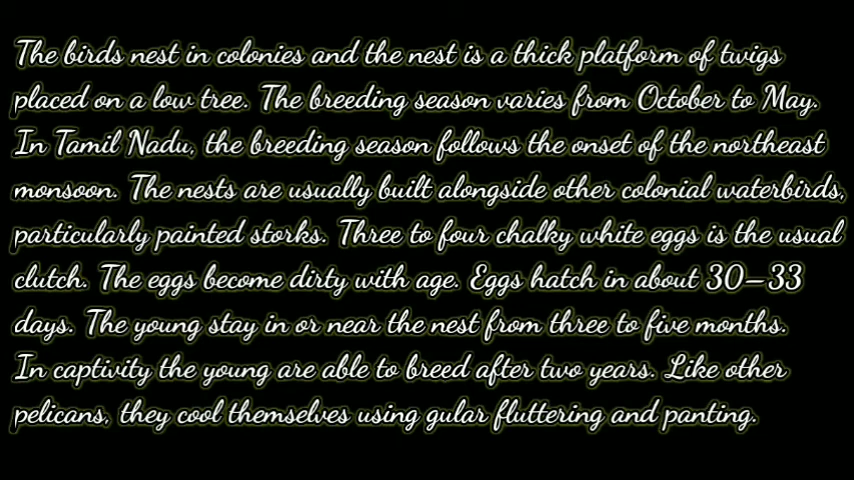 The birds nest in colonies and the nest is a thick platform of twigs
placed on a low tree. The breeding season varies from October to May.
In Tamil Nadu, the breeding season follows the onset of the northeast
monsoon. The nests are usually built alongside other colonial waterbirds,
particularly painted storks. Three to four chalky white eggs is the usual
clutch. The eggs become dirty with age. Eggs hatch in about 30–33
days. The young stay in or near the nest from three to five months.
In captivity the young are able to breed after two years. Like other
pelicans, they cool themselves using gular fluttering and panting.